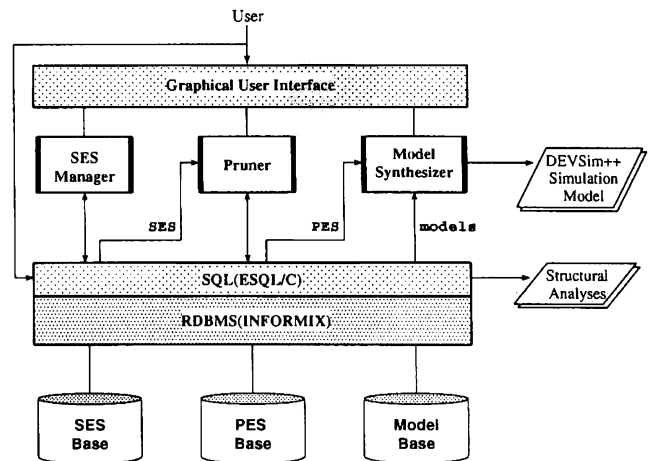 User
Graphical User Interface
SES
Manager
Pruner
Model
Synthesizer
DEVSim++
Simulation
Model
SES
PES
models
SQL(ESQL/C)
Structural
Analyses
RDBMS(INFORMIX)
SES
Base
PES
Base
Model
Base